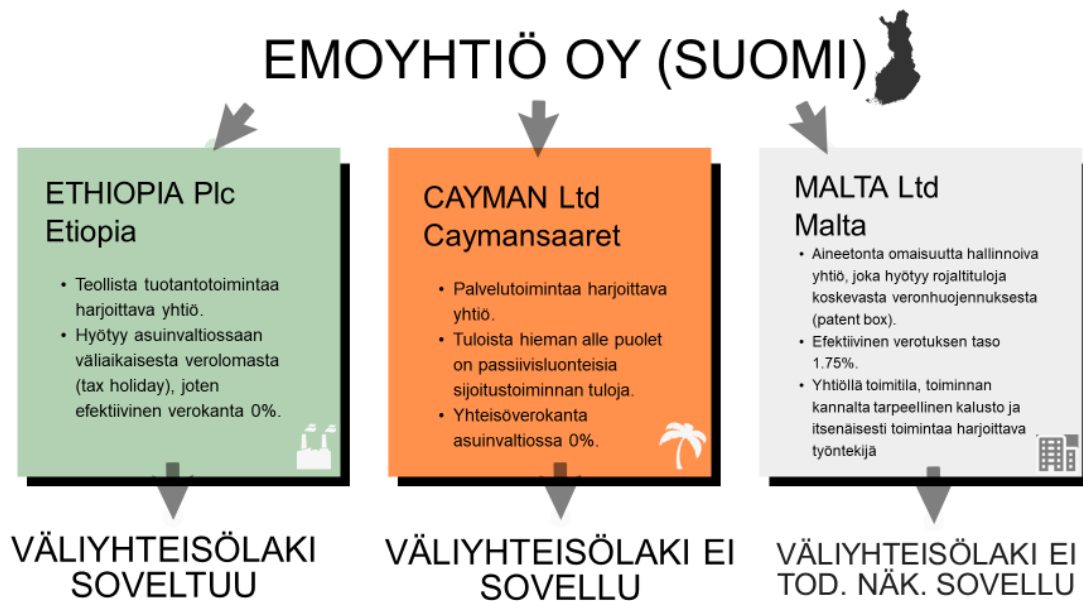 EMOYHTIÖ OY (SUOMI)
ETHIOPIA Plc
Etiopia
• Teollista tuotantotoimintaa
harjoittava yhtiö.
• Hyötyy asuinvaltiossaan
väliaikaisesta verolomasta
(tax holiday), joten
efektiivinen verokanta 0%.
VÄLIYHTEISÖLAKI
SOVELTUU
CAYMAN Ltd
Caymansaaret
• Palvelutoimintaa harjoittava
yhtiö.
• Tuloista hieman alle puolet
on passiivisluonteisia
sijoitustoiminnan tuloja.
• Yhteisöverokanta
asuinvaltiossa 0%.
VÄLIYHTEISÖLAKI EI
SOVELLU
MALTA Ltd
Malta
• Aineetonta omaisuutta hallinnoiva
yhtiö, joka hyötyy rojaltituloja
koskevasta veronhuojennuksesta
(patent box).
• Efektiivinen verotuksen taso
1.75%.
• Yhtiöllä toimitila, toiminnan
kannalta tarpeellinen kalusto ja
itsenäisesti toimintaa harjoittava
työntekijä
VÄLIYHTEISÖLAKI EI
TOD. NÄK. SOVELLU